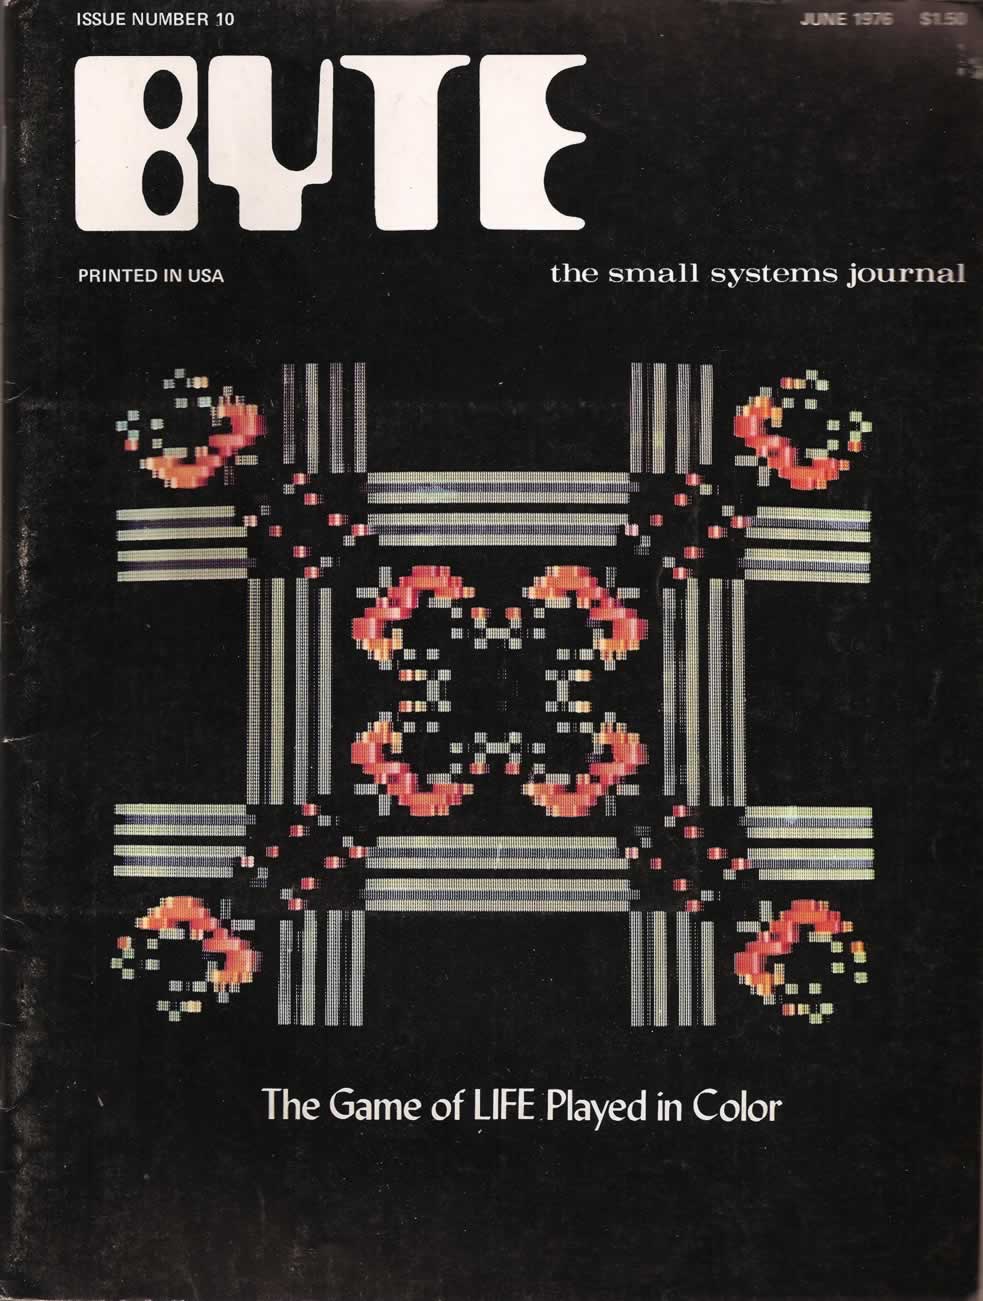 ISSUE NUMBER 10
JUNE 1976 $1.50
BYTE
PRINTED IN USA
the small systems journal
The Game of LIFE Played in Color